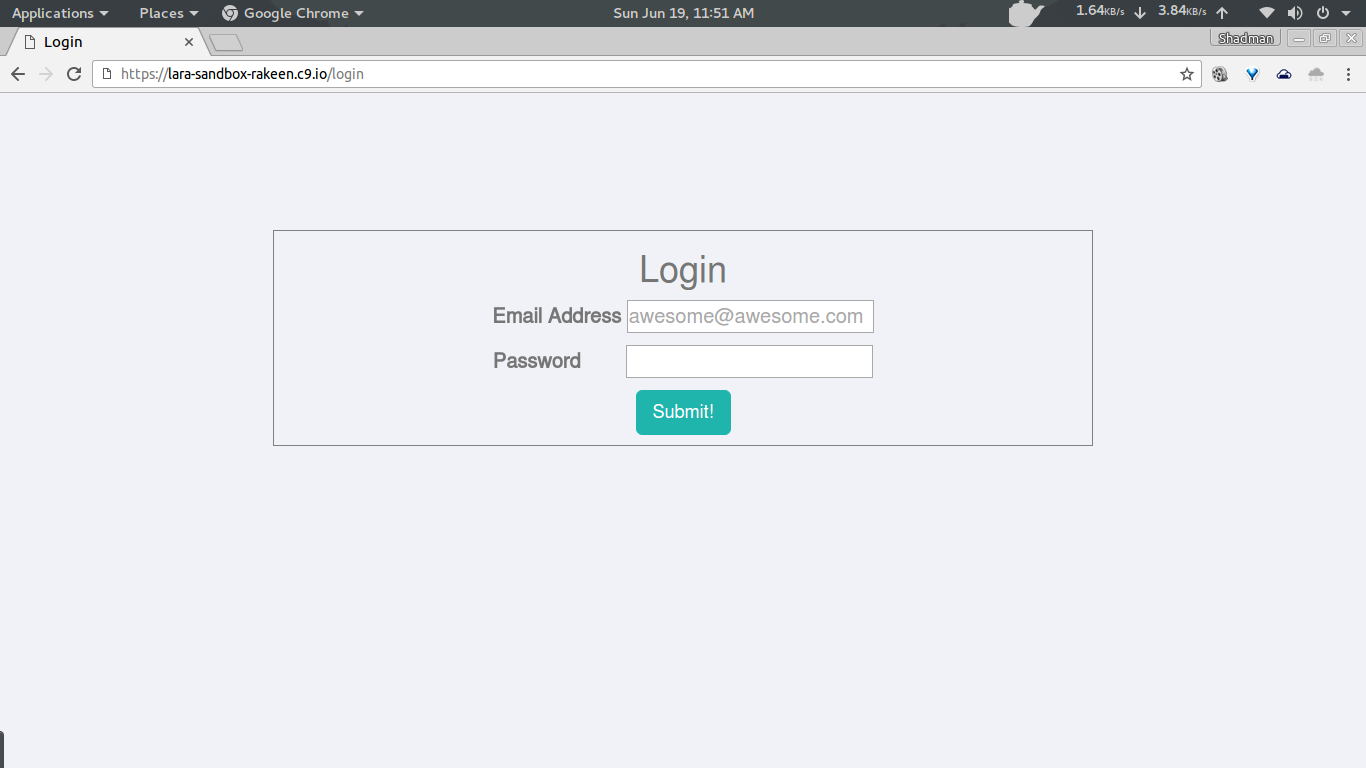 Applications Places Google Chrome Sun Jun 19, 11:51 AM 1.64KB/s 3.84KB/s
Login Shadman
https://lara-sandbox-rakeen.c9.io/login
Login
Email Address awesome@awesome.com
Password
Submit!